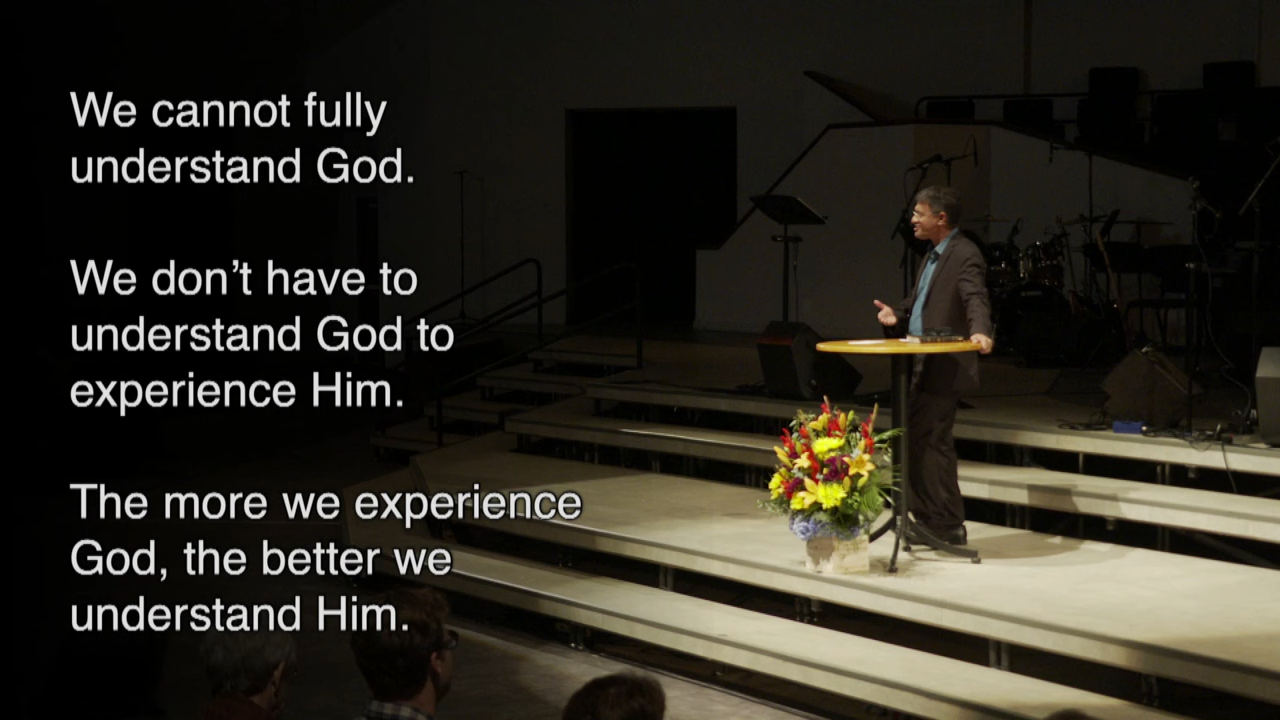 We cannot fully
understand God.
We don't have to
understand God to
experience Him.
The more we experience
God, the better we
understand Him.